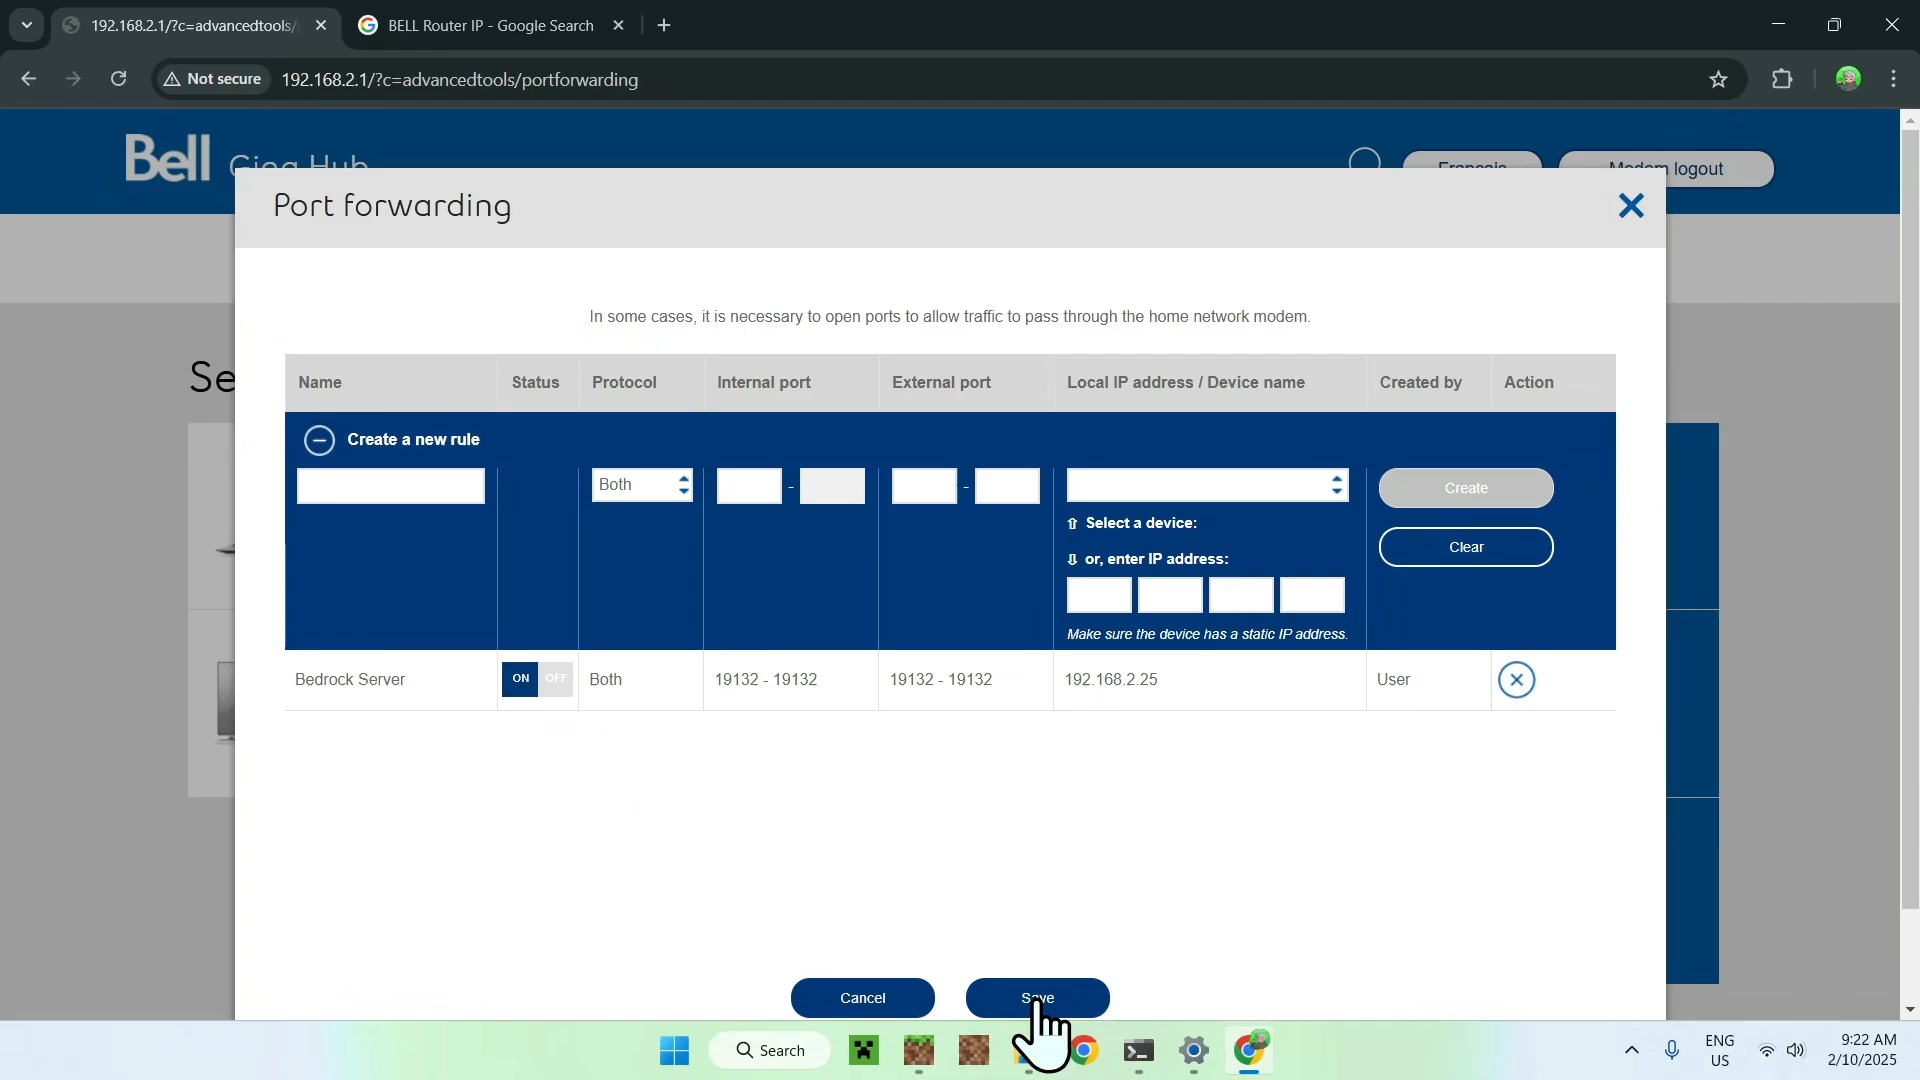 192.168.2.1/?c=advancedtools/
BELL Router IP - Google Search
Not secure
192.168.2.1/?c=advancedtools/portforwarding
Bell Giga Hub
Français
Modem logout
Se
Port forwarding
In some cases, it is necessary to open ports to allow traffic to pass through the home network modem.
Name Status Protocol Internal port External port Local IP address / Device name Created by Action
Create a new rule
Both - - Create
⇧ Select a device:
Clear
⇩ or, enter IP address:
Make sure the device has a static IP address.
Bedrock Server ON OFF Both 19132 - 19132 19132 - 19132 192.168.2.25 User
Cancel
Save
Search
ENG
US
9:22 AM
2/10/2025